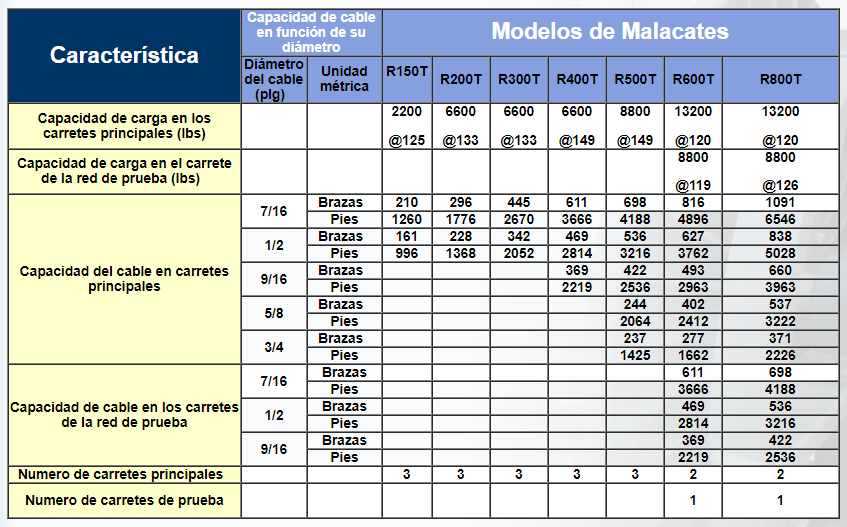 Característica
Capacidad de cable
en función de su
diámetro
Modelos de Malacates
Diámetro
del cable
(plg)
Unidad
métrica
R150T R200T R300T R400T R500T R600T R800T
Capacidad de carga en los
carretes principales (lbs)
2200 6600 6600 6600 8800 13200 13200
@125 @133 @133 @149 @149 @120 @120
Capacidad de carga en el carrete
de la red de prueba (lbs)
8800 8800
@119 @126
Capacidad del cable en carretes
principales
7/16
Brazas 210 296 445 611 698 816 1091
Pies 1260 1776 2670 3666 4188 4896 6546
1/2
Brazas 161 228 342 469 536 627 838
Pies 996 1368 2052 2814 3216 3762 5028
9/16
Brazas 369 422 493 660
Pies 2219 2536 2963 3963
5/8
Brazas 244 402 537
Pies 2064 2412 3222
3/4
Brazas 237 277 371
Pies 1425 1662 2226
Capacidad de cable en los carretes
de la red de prueba
7/16
Brazas 611 698
Pies 3666 4188
1/2
Brazas 469 536
Pies 2814 3216
9/16
Brazas 369 422
Pies 2219 2536
Numero de carretes principales 3 3 3 3 3 2 2
Numero de carretes de prueba 1 1